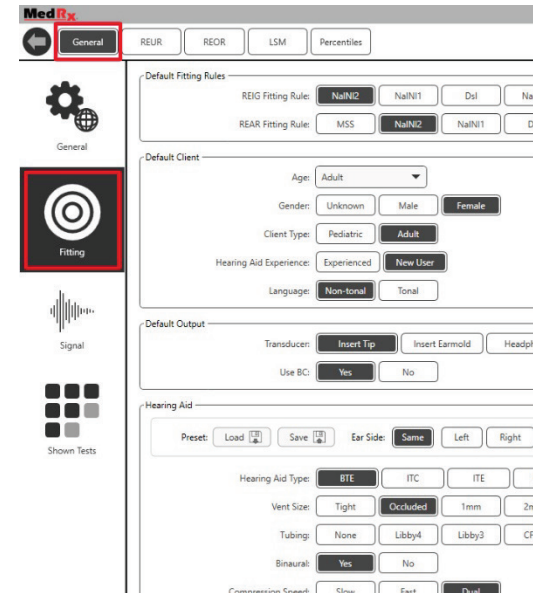 MedRx
General REUR REOR LSM Percentiles
Default Fitting Rules
REIG Fitting Rule: NalNl2 NalNl1 Dsl
REAR Fitting Rule: MSS NalNl2 NalNl1
General
Default Client
Age: Adult
Gender: Unknown Male Female
Client Type: Pediatric Adult
Fitting
Hearing Aid Experience: Experienced New User
Language: Non-tonal Tonal
Default Output
Transducer: Insert Tip Insert Earmold
Signal
Use BC: Yes No
Hearing Aid
Preset: Load Save Ear Side: Same Left Right
Shown Tests
Hearing Aid Type: BTE ITC ITE
Vent Size: Tight Occluded 1mm
Tubing: None Libby4 Libby3
Binaural: Yes No
Compression Speed: Slow Fast Dual